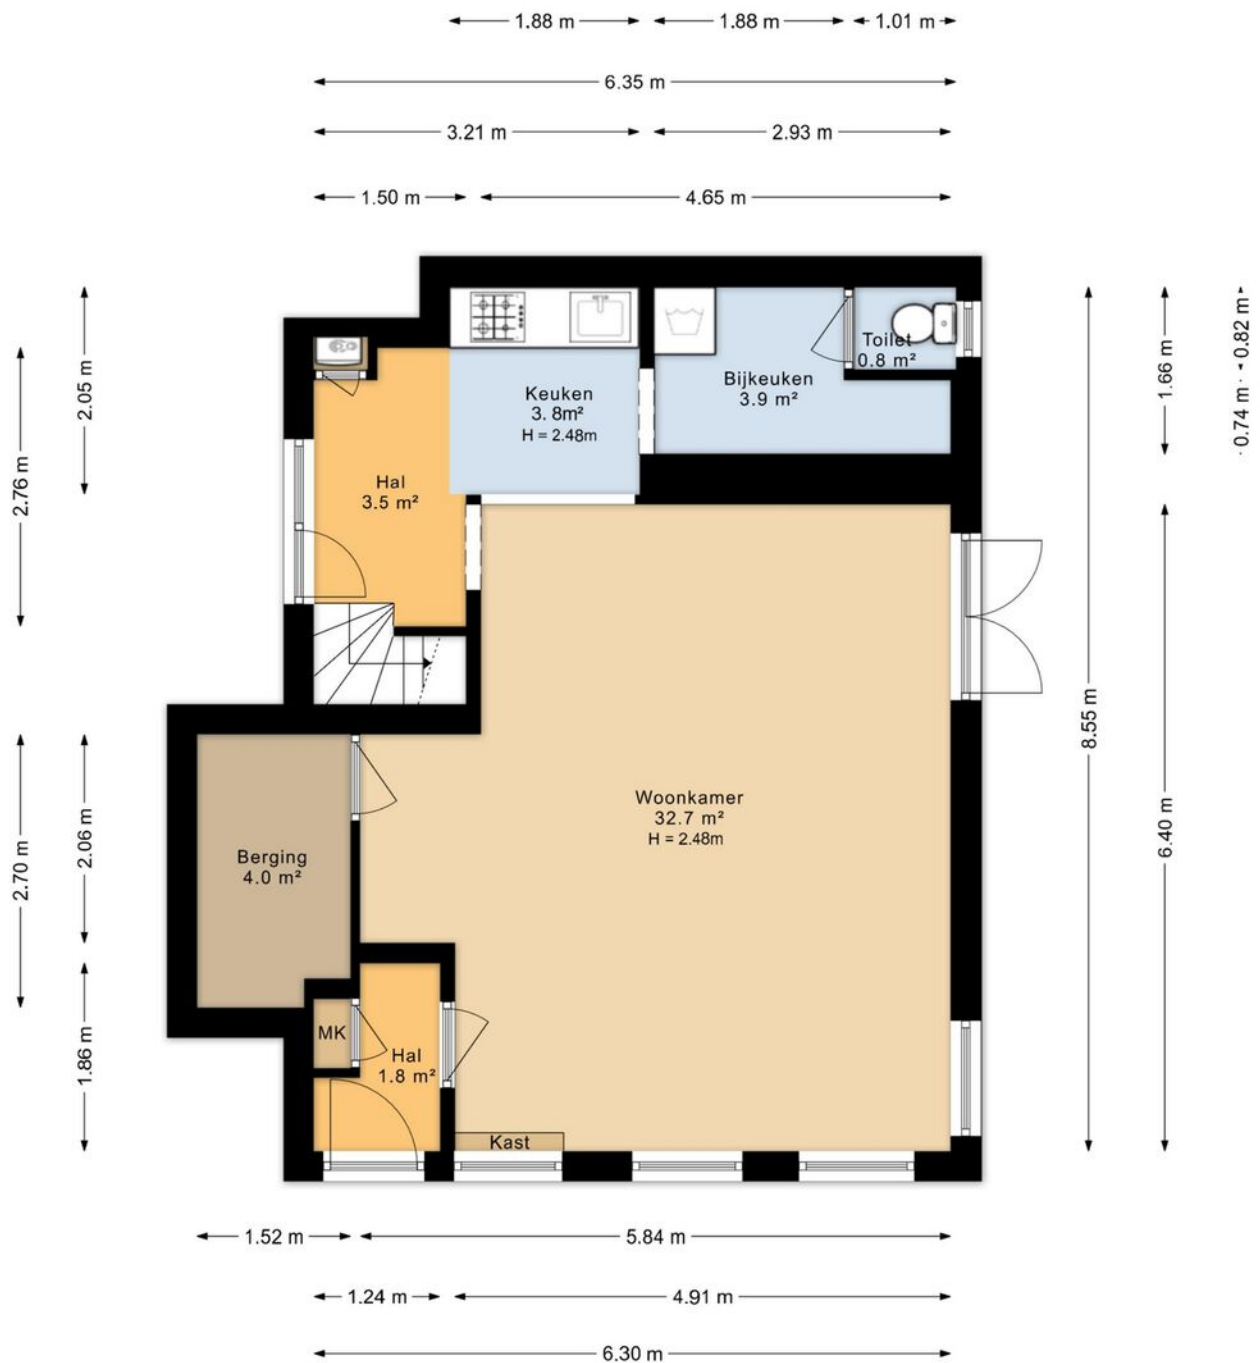 1.88 m
1.88 m
1.01 m
6.35 m
3.21 m
2.93 m
1.50 m
4.65 m
2.05 m
2.76 m
1.66 m
0.82 m
0.74 m
Keuken
3. 8m²
H = 2.48m
Bijkeuken
3.9 m²
Toilet
0.8 m²
Hal
3.5 m²
8.55 m
6.40 m
Woonkamer
32.7 m²
H = 2.48m
Berging
4.0 m²
2.70 m
2.06 m
1.86 m
MK
Hal
1.8 m²
Kast
1.52 m
5.84 m
1.24 m
4.91 m
6.30 m